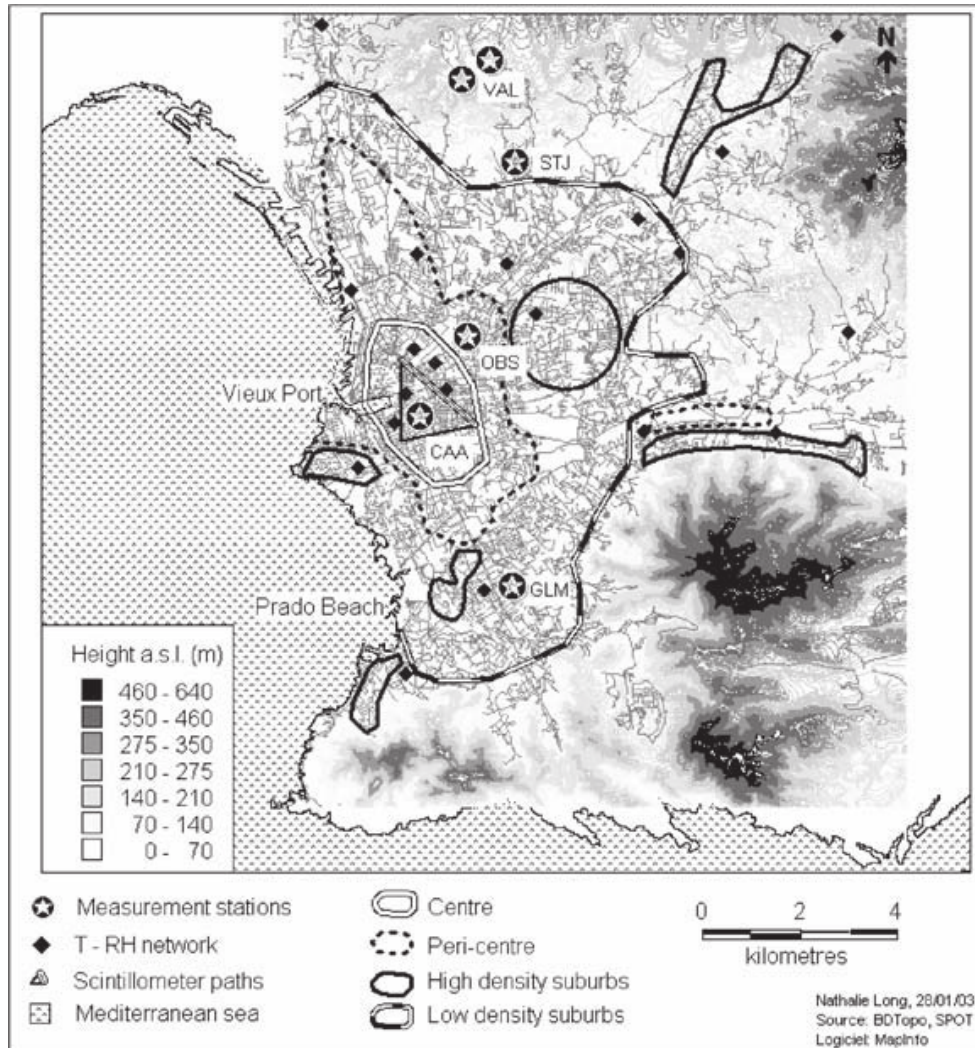 N
VAL
STJ
OBS
Vieux Port
CAA
GLM
Prado Beach
Height a.s.l. (m)
460 - 640
350 - 460
275 - 350
210 - 275
140 - 210
70 - 140
0 - 70
Measurement stations
T - RH network
Scintillometer paths
Mediterranean sea
Centre
Peri-centre
High density suburbs
Low density suburbs
0 2 4
kilometres
Nathalie Long, 28/01/03
Source: BDTopo, SPOT
Logiciel: MapInfo